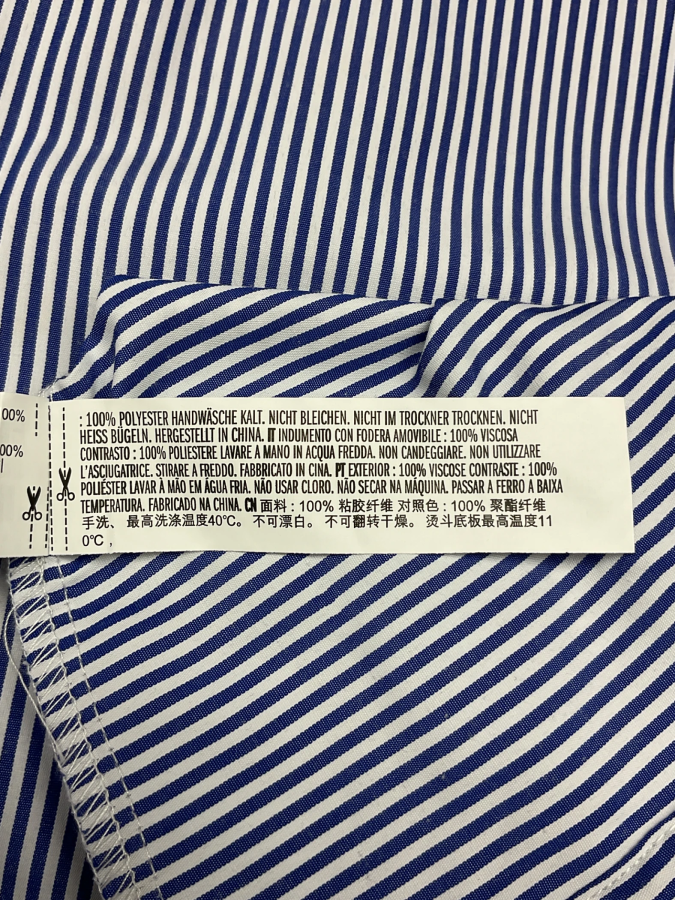 00%
00%
: 100% POLYESTER HANDWÄSCHE KALT. NICHT BLEICHEN. NICHT IM TROCKNER TROCKNEN. NICHT
HEISS BÜGELN. HERGESTELLT IN CHINA. IT INDUMENTO CON FODERA AMOVIBILE : 100% VISCOSA
CONTRASTO : 100% POLIESTERE LAVARE A MANO IN ACQUA FREDDA. NON CANDEGGIARE. NON UTILIZZARE
L'ASCIUGATRICE. STIRARE A FREDDO. FABBRICATO IN CINA. PT EXTERIOR : 100% VISCOSE CONTRASTE : 100%
POLIÉSTER LAVAR À MÃO EM ÁGUA FRIA. NÃO USAR CLORO. NÃO SECAR NA MÁQUINA. PASSAR A FERRO A BAIXA
TEMPERATURA. FABRICADO NA CHINA. CN 面料 : 100% 粘胶纤维 对照色 : 100% 聚酯纤维
手洗、 最高洗涤温度40℃。 不可漂白。 不可翻转干燥。 烫斗底板最高温度11
0℃